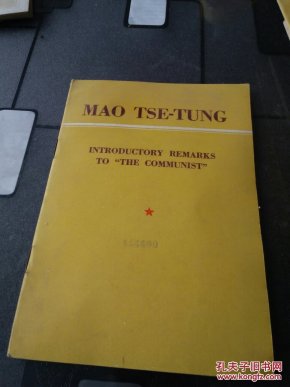 MAO TSE-TUNG
INTRODUCTORY REMARKS
TO "THE COMMUNIST"
孔夫子旧书网